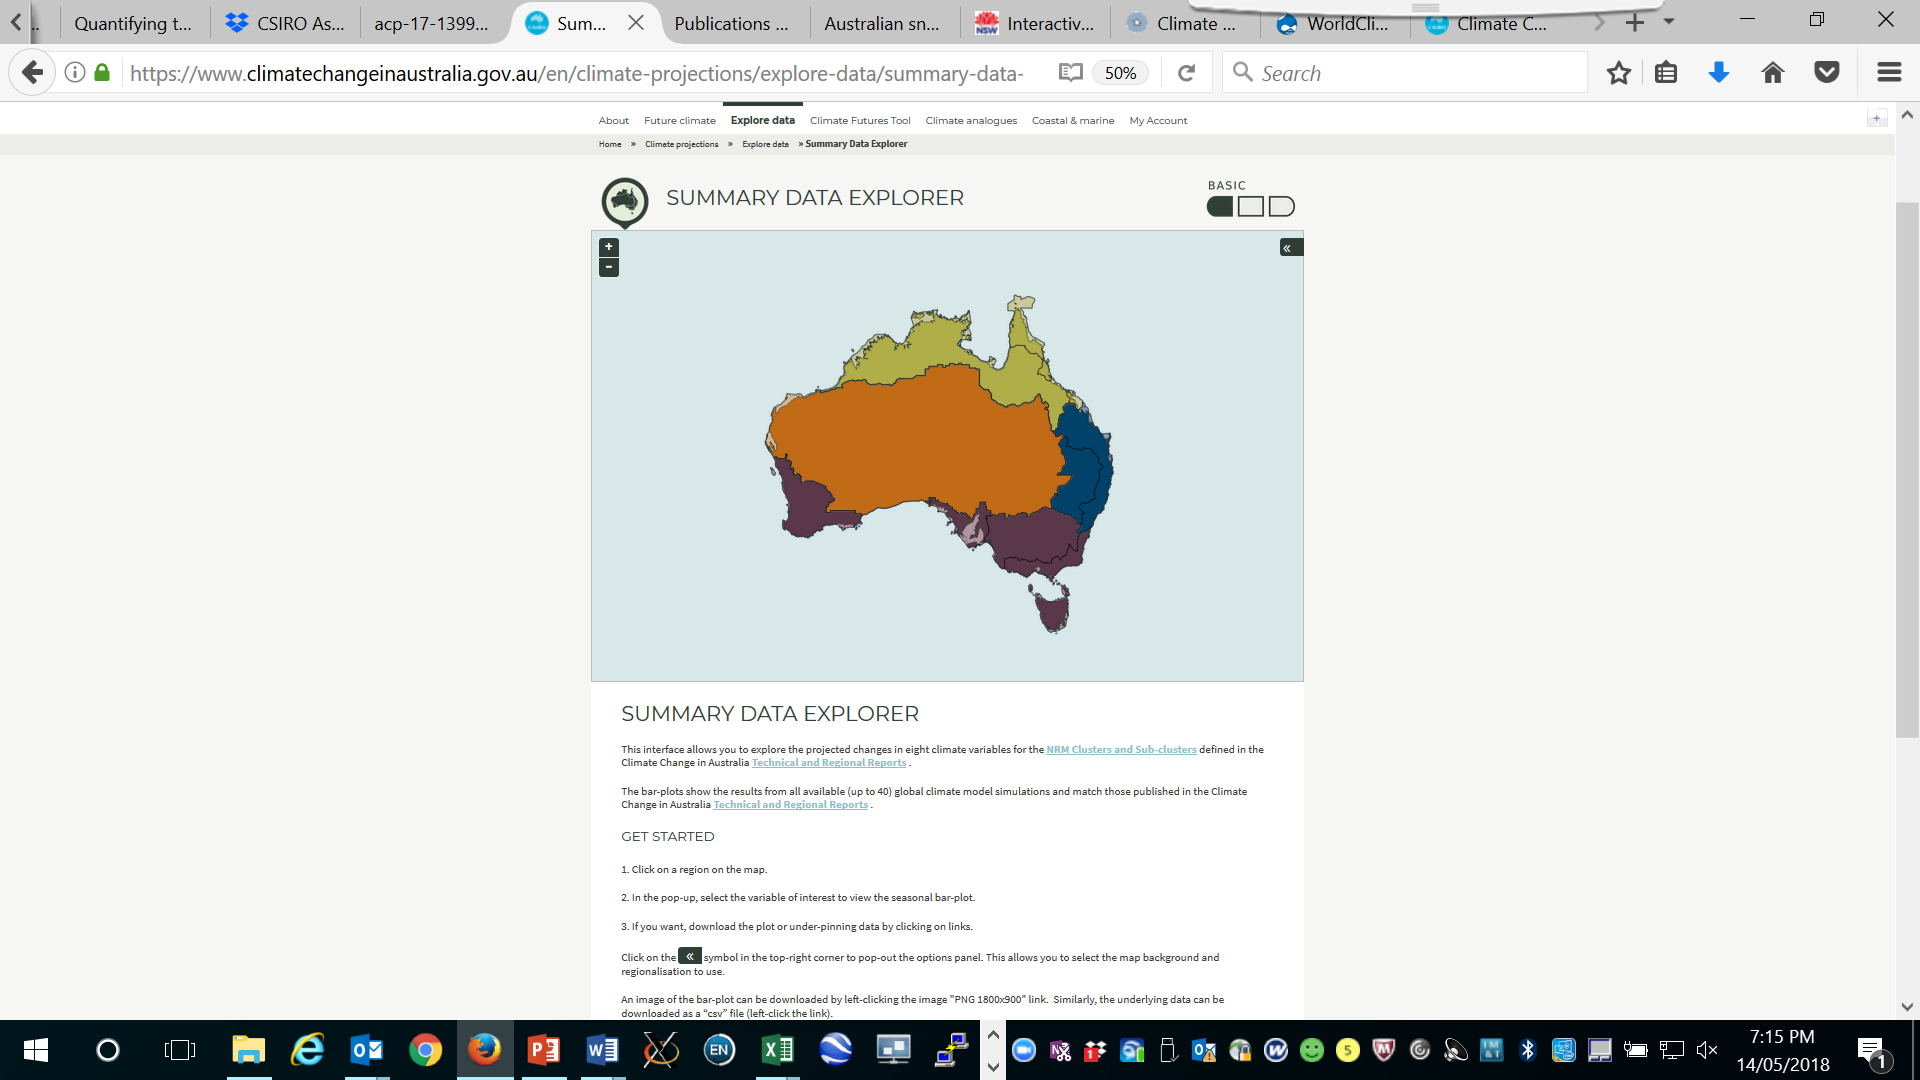 Quantifying t...
CSIRO As...
acp-17-1399...
Sum...
Publications ...
Australian sn...
NSW
Interactiv...
Climate ...
WorldCli...
Climate C...
https://www.climatechangeinaustralia.gov.au/en/climate-projections/explore-data/summary-data-
50%
Search
About
Future climate
Explore data
Climate Futures Tool
Climate analogues
Coastal & marine
My Account
Home » Climate projections » Explore data » Summary Data Explorer
SUMMARY DATA EXPLORER
BASIC
+
-
«
SUMMARY DATA EXPLORER
This interface allows you to explore the projected changes in eight climate variables for the NRM Clusters and Sub-clusters defined in the
Climate Change in Australia Technical and Regional Reports .
The bar-plots show the results from all available (up to 40) global climate model simulations and match those published in the Climate
Change in Australia Technical and Regional Reports .
GET STARTED
1. Click on a region on the map.
2. In the pop-up, select the variable of interest to view the seasonal bar-plot.
3. If you want, download the plot or under-pinning data by clicking on links.
Click on the « symbol in the top-right corner to pop-out the options panel. This allows you to select the map background and
regionalisation to use.
An image of the bar-plot can be downloaded by left-clicking the image "PNG 1800x900" link. Similarly, the underlying data can be
downloaded as a “csv” file (left-click the link).
EN
7:15 PM
14/05/2018
1